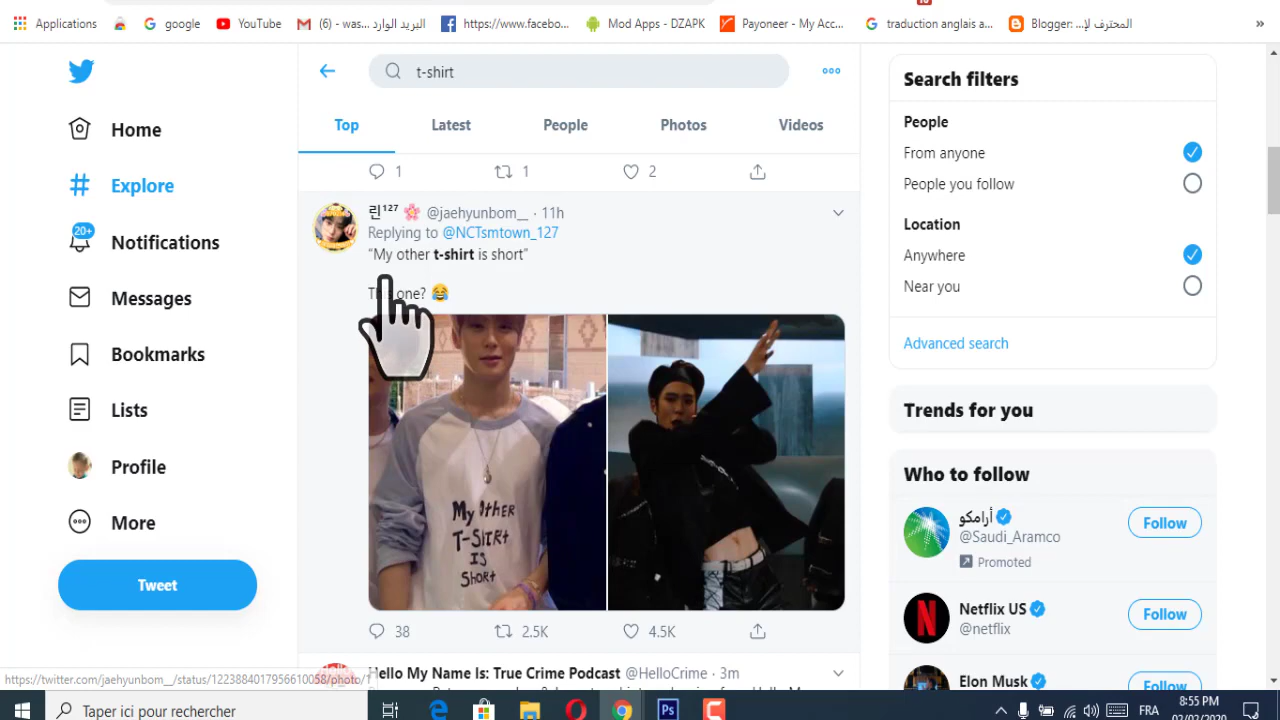 Applications
google
YouTube
البريد الوارد (6) - was...
https://www.facebo...
Mod Apps - DZAPK
Payoneer - My Acc...
traduction anglais a...
Blogger: المحترف لإ...
»
t-shirt
Top
Latest
People
Photos
Videos
1
1
2
린¹²⁷ 🌸 @jaehyunbom__ · 11h
Replying to @NCTsmtown_127
“My other t-shirt is short”
This one? 😂
My OTHER
T-SHIRT
IS
SHORT
38
2.5K
4.5K
Hello My Name Is: True Crime Podcast @HelloCrime · 3m
Home
Explore
20+
Notifications
Messages
Bookmarks
Lists
Profile
More
Tweet
Search filters
People
From anyone
People you follow
Location
Anywhere
Near you
Advanced search
Trends for you
Who to follow
أرامكو
@Saudi_Aramco
Promoted
Follow
Netflix US
@netflix
Follow
Elon Musk
Follow
https://twitter.com/jaehyunbom__/status/1223884017956610058/photo/1
Taper ici pour rechercher
FRA
8:55 PM
02/02/2020